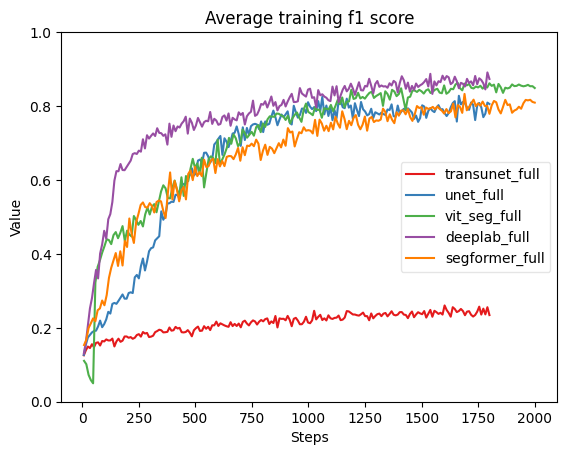 Average training f1 score
Value
1.0
0.8
0.6
0.4
0.2
0.0
transunet_full
unet_full
vit_seg_full
deeplab_full
segformer_full
0 250 500 750 1000 1250 1500 1750 2000
Steps